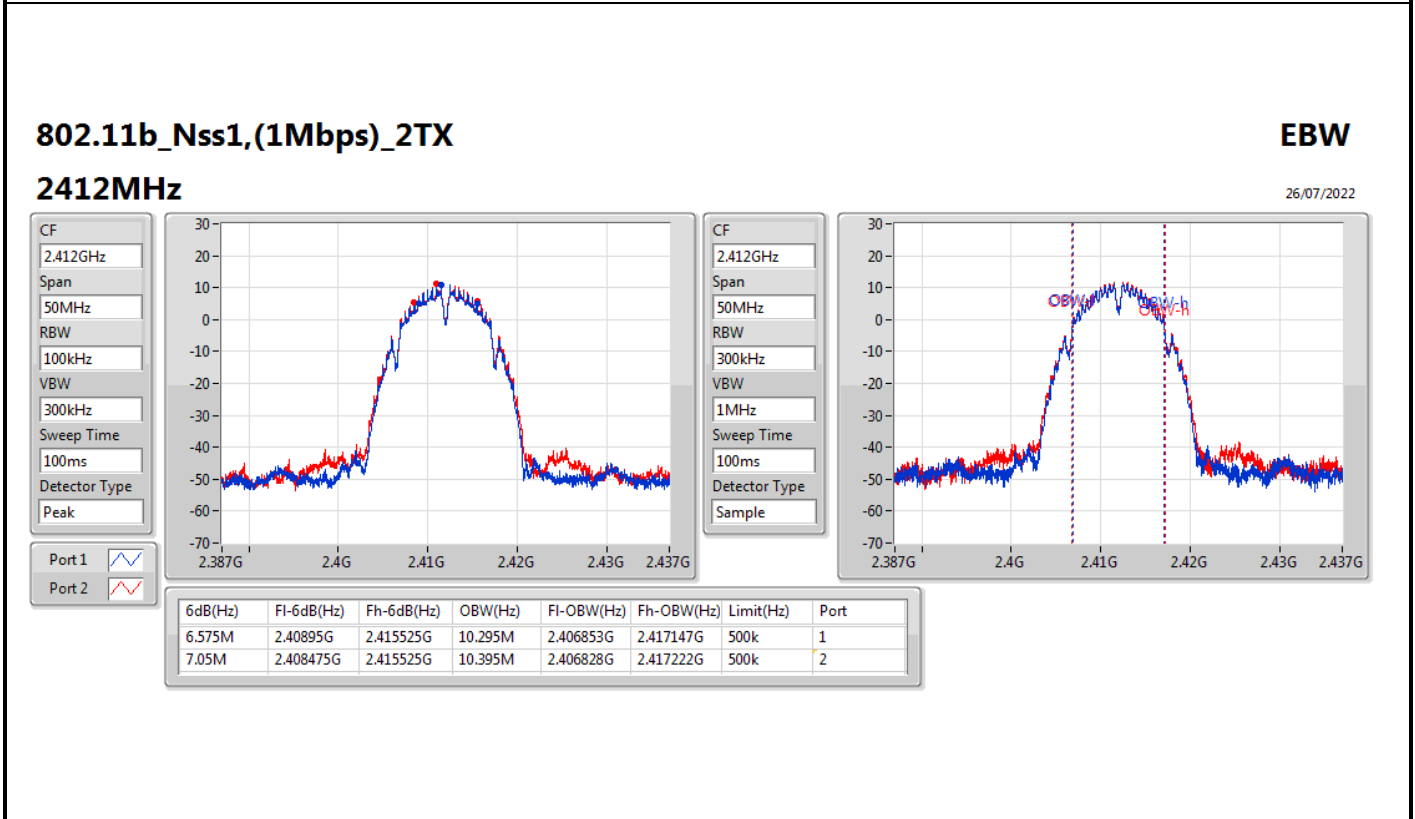 802.11b_Nss1,(1Mbps)_2TX
EBW
2412MHz
26/07/2022
CF
2.412GHz
Span
50MHz
RBW
100kHz
VBW
300kHz
Sweep Time
100ms
Detector Type
Peak
Port 1
Port 2
30
20
10
0
-10
-20
-30
-40
-50
-60
-70
2.387G 2.4G 2.41G 2.42G 2.43G 2.437G
CF
2.412GHz
Span
50MHz
RBW
300kHz
VBW
1MHz
Sweep Time
100ms
Detector Type
Sample
30
20
10
0
-10
-20
-30
-40
-50
-60
-70
OBW-h
OBW-h
2.387G 2.4G 2.41G 2.42G 2.43G 2.437G
6dB(Hz) Fl-6dB(Hz) Fh-6dB(Hz) OBW(Hz) Fl-OBW(Hz) Fh-OBW(Hz) Limit(Hz) Port
6.575M 2.40895G 2.415525G 10.295M 2.406853G 2.417147G 500k 1
7.05M 2.408475G 2.415525G 10.395M 2.406828G 2.417222G 500k 2